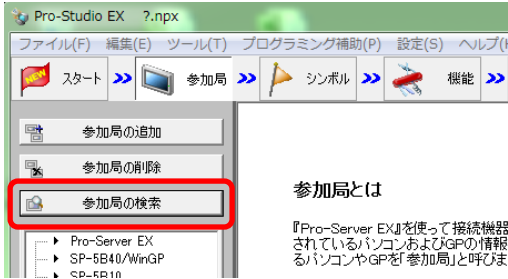 Pro-Studio EX ?.npx
ファイル(F) 編集(E) ツール(T) プログラミング補助(P) 設定(S) ヘルプ(
NEW スタート 参加局 シンボル 機能
参加局の追加
参加局の削除
参加局の検索
Pro-Server EX
SP-5B40/WinGP
SP-5B10
参加局とは
『Pro-Server EX』を使って接続機器
されているパソコンおよびGPの情報
るパソコンやGPを「参加局」と呼びま